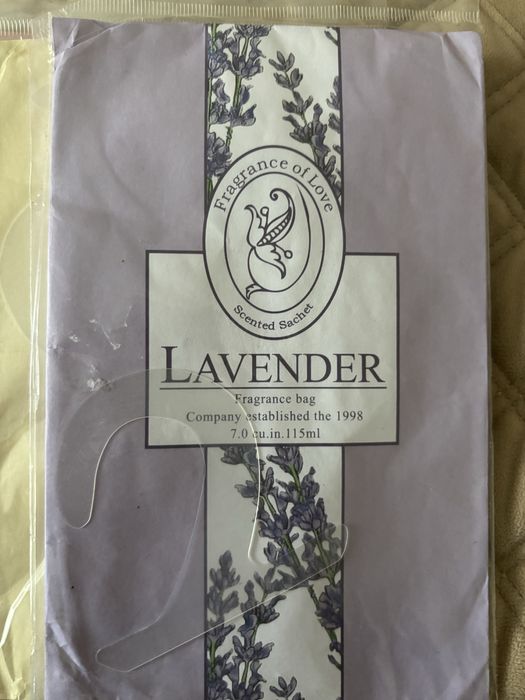 Fragrance of Love
Scented Sachet
LAVENDER
Fragrance bag
Company established the 1998
7.0 cu.in.115ml